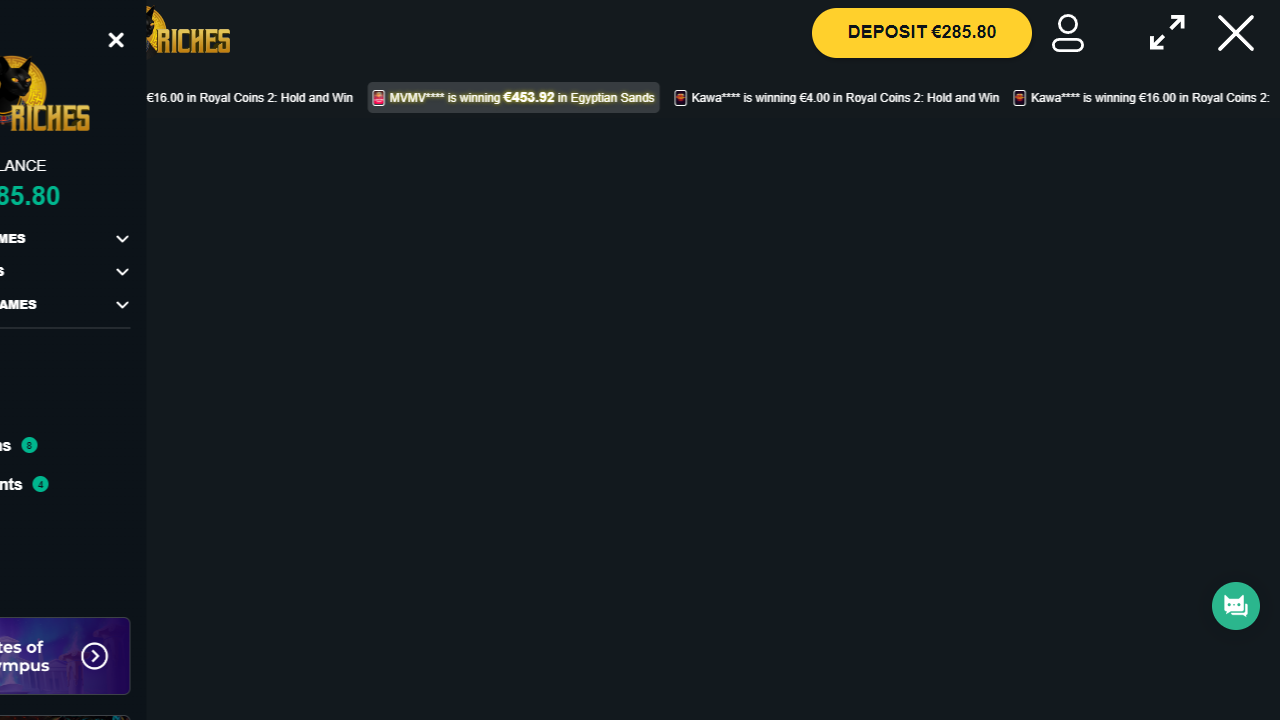 RICHES
DEPOSIT €285.80
€16.00 in Royal Coins 2: Hold and Win
MVMV**** is winning €453.92 in Egyptian Sands
Kawa**** is winning €4.00 in Royal Coins 2: Hold and Win
Kawa**** is winning €16.00 in Royal Coins 2:
RICHES
LANCE
85.80
MES
S
AMES
ns 8
nts 4
tes of
ympus